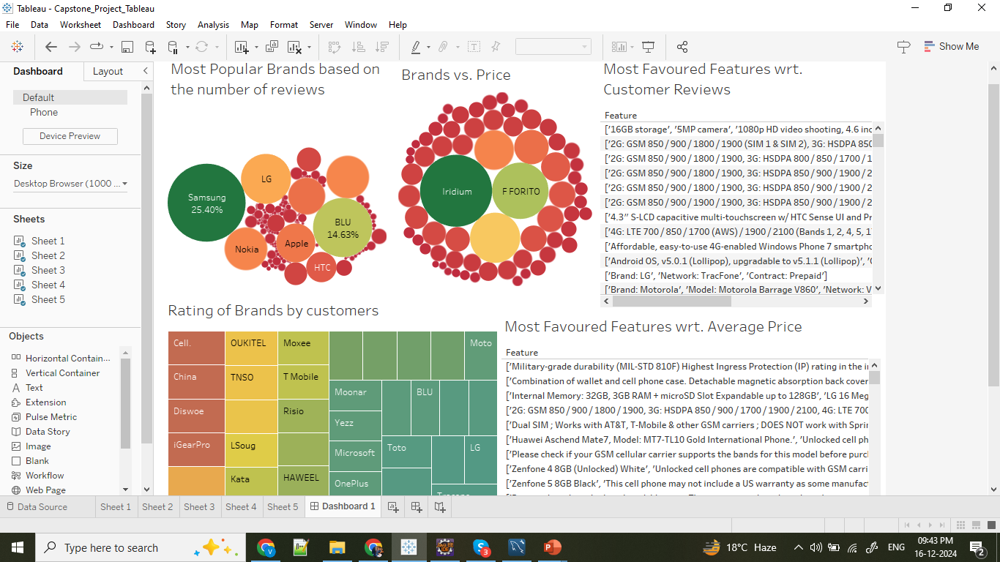 Tableau - Capstone_Project_Tableau
File Data Worksheet Dashboard Story Analysis Map Format Server Window Help
Show Me
Dashboard Layout
Default
Phone
Device Preview
Size
Desktop Browser (1000 ...
Sheets
Sheet 1
Sheet 2
Sheet 3
Sheet 4
Sheet 5
Objects
Horizontal Contain...
Vertical Container
Text
Extension
Pulse Metric
Data Story
Image
Blank
Workflow
Web Page
Most Popular Brands based on
the number of reviews
Samsung
25.40%
LG
BLU
14.63%
Nokia
Apple
HTC
Brands vs. Price
Iridium
F FORITO
Most Favoured Features wrt.
Customer Reviews
Feature
['16GB storage', '5MP camera', '1080p HD video shooting, 4.6 inc
['2G: GSM 850 / 900 / 1800 / 1900 (SIM 1 & SIM 2), 3G: HSDPA 850
['2G: GSM 850 / 900 / 1800 / 1900, 3G: HSDPA 800 / 850 / 1700 / 1
['2G: GSM 850 / 900 / 1800 / 1900, 3G: HSDPA 850 / 900 / 1900 / 2
['2G: GSM 850 / 900 / 1800 / 1900, 3G: HSDPA 850 / 900 / 1900 / 2
['2G: GSM 850 / 900 / 1900 / 1900, 3G: HSDPA 850 / 900 / 1900 / 2
['4.3" S-LCD capacitive multi-touchscreen w/ HTC Sense UI and Pr
['4G: LTE 700 / 850 / 1700 (AWS) / 1900 / 2100 (Bands 1, 2, 4, 5, 1
['Affordable, easy-to-use 4G-enabled Windows Phone 7 smartpho
['Android OS, v5.0.1 (Lollipop), upgradable to v5.1.1 (Lollipop)',
['Brand: LG', 'Network: TracFone', 'Contract: Prepaid']
['Brand: Motorola', 'Model: Motorola Barrage V860', 'Network: V
Rating of Brands by customers
Cell.
China
Diswoe
iGearPro
OUKITEL
TNSO
LSoug
Kata
Moxee
T Mobile
Risio
HAWEEL
Moonar
Yezz
Microsoft
OnePlus
Moto
BLU
Toto
LG
Most Favoured Features wrt. Average Price
Feature
['Military-grade durability (MIL-STD 810F) Highest Ingress Protection (IP) rating in the i
['Combination of wallet and cell phone case. Detachable magnetic absorption back cover
['Internal Memory: 32GB, 3GB RAM + microSD Slot Expandable up to 128GB', 'LG 16 Meg
['2G: GSM 850 / 900 / 1800 / 1900, 3G: HSDPA 850 / 900 / 1700 / 1900 / 2100, 4G: LTE 700
['Dual SIM ; Works with AT&T, T-Mobile & other GSM carriers ; DOES NOT work with Sprin
['Huawei Aschend Mate7, Model: MT7-TL10 Gold International Phone.', 'Unlocked cell ph
['Please check if your GSM cellular carrier supports the bands for this model before purc
['Zenfone 4 8GB (Unlocked) White', 'Unlocked cell phones are compatible with GSM carri
['Zenfone 5 8GB Black', 'This cell phone may not include a US warranty as some manufact
Data Source Sheet 1 Sheet 2 Sheet 3 Sheet 4 Sheet 5 Dashboard 1
Type here to search
18°C Haze
ENG
09:43 PM
16-12-2024
2